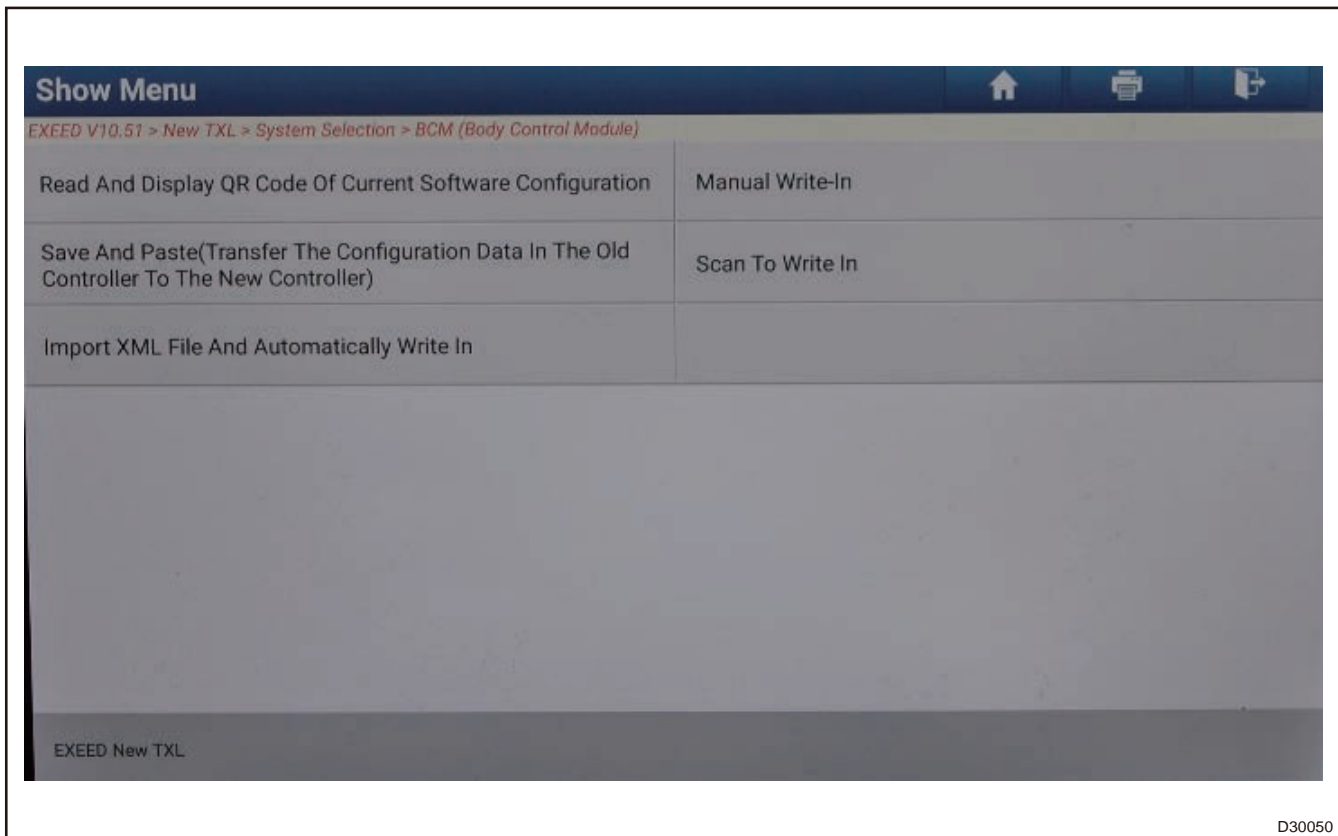 Show Menu
EXEED V10.51 > New TXL > System Selection > BCM (Body Control Module)
Read And Display QR Code Of Current Software Configuration
Manual Write-In
Save And Paste(Transfer The Configuration Data In The Old
Controller To The New Controller)
Scan To Write In
Import XML File And Automatically Write In
EXEED New TXL
D30050